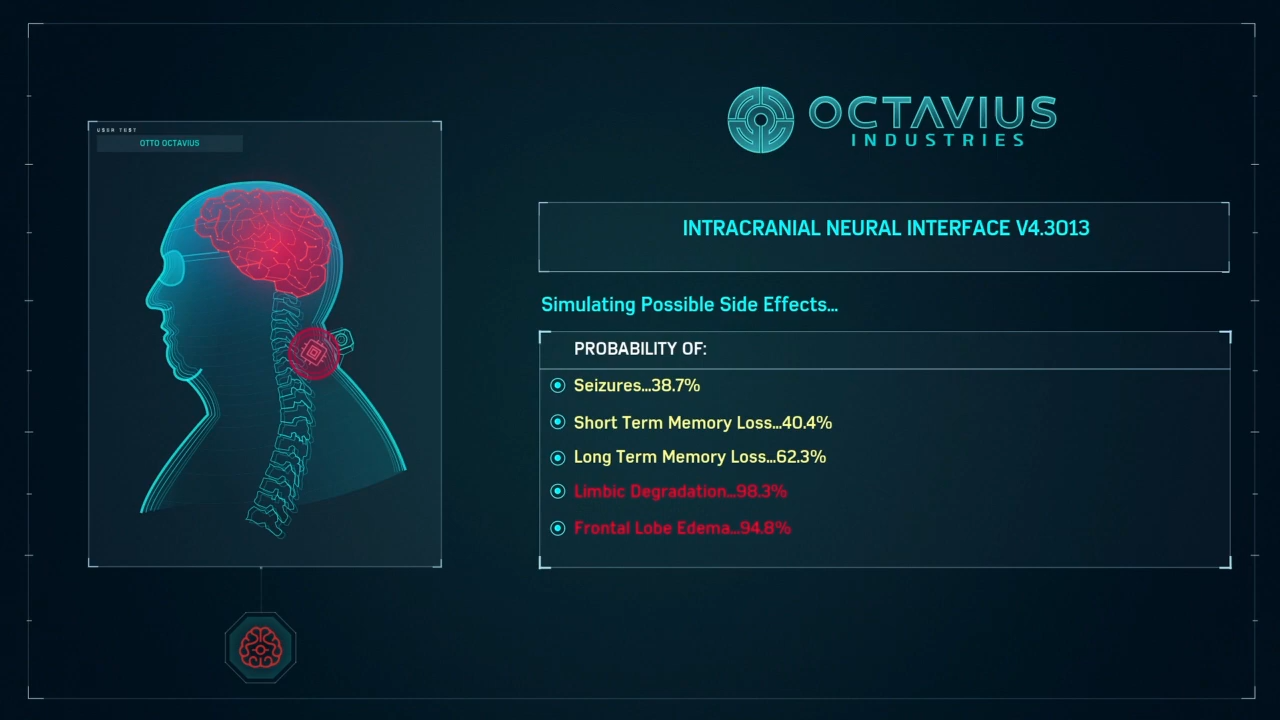 USER TEST
OTTO OCTAVIUS
OCTAVIUS
INDUSTRIES
INTRACRANIAL NEURAL INTERFACE V4.3013
Simulating Possible Side Effects...
PROBABILITY OF:
Seizures...38.7%
Short Term Memory Loss...40.4%
Long Term Memory Loss...62.3%
Limbic Degradation...98.3%
Frontal Lobe Edema...94.8%